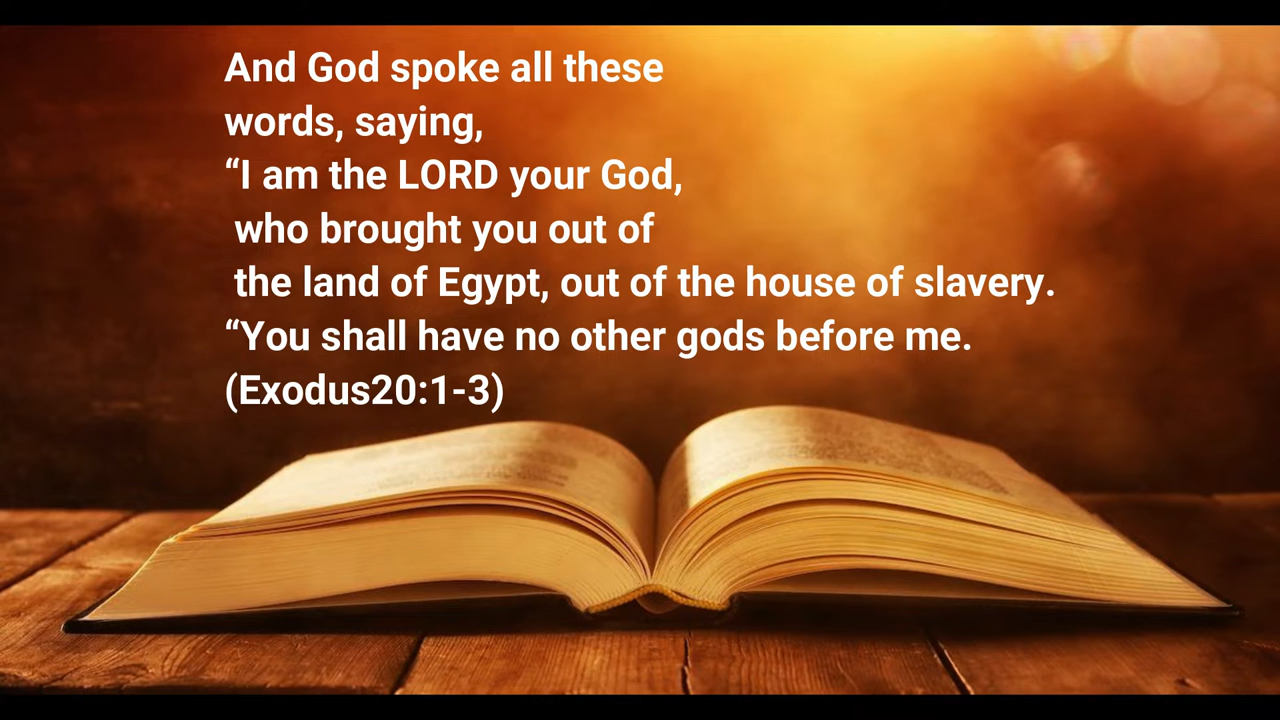 And God spoke all these
words, saying,
“I am the LORD your God,
who brought you out of
the land of Egypt, out of the house of slavery.
“You shall have no other gods before me.
(Exodus20:1-3)